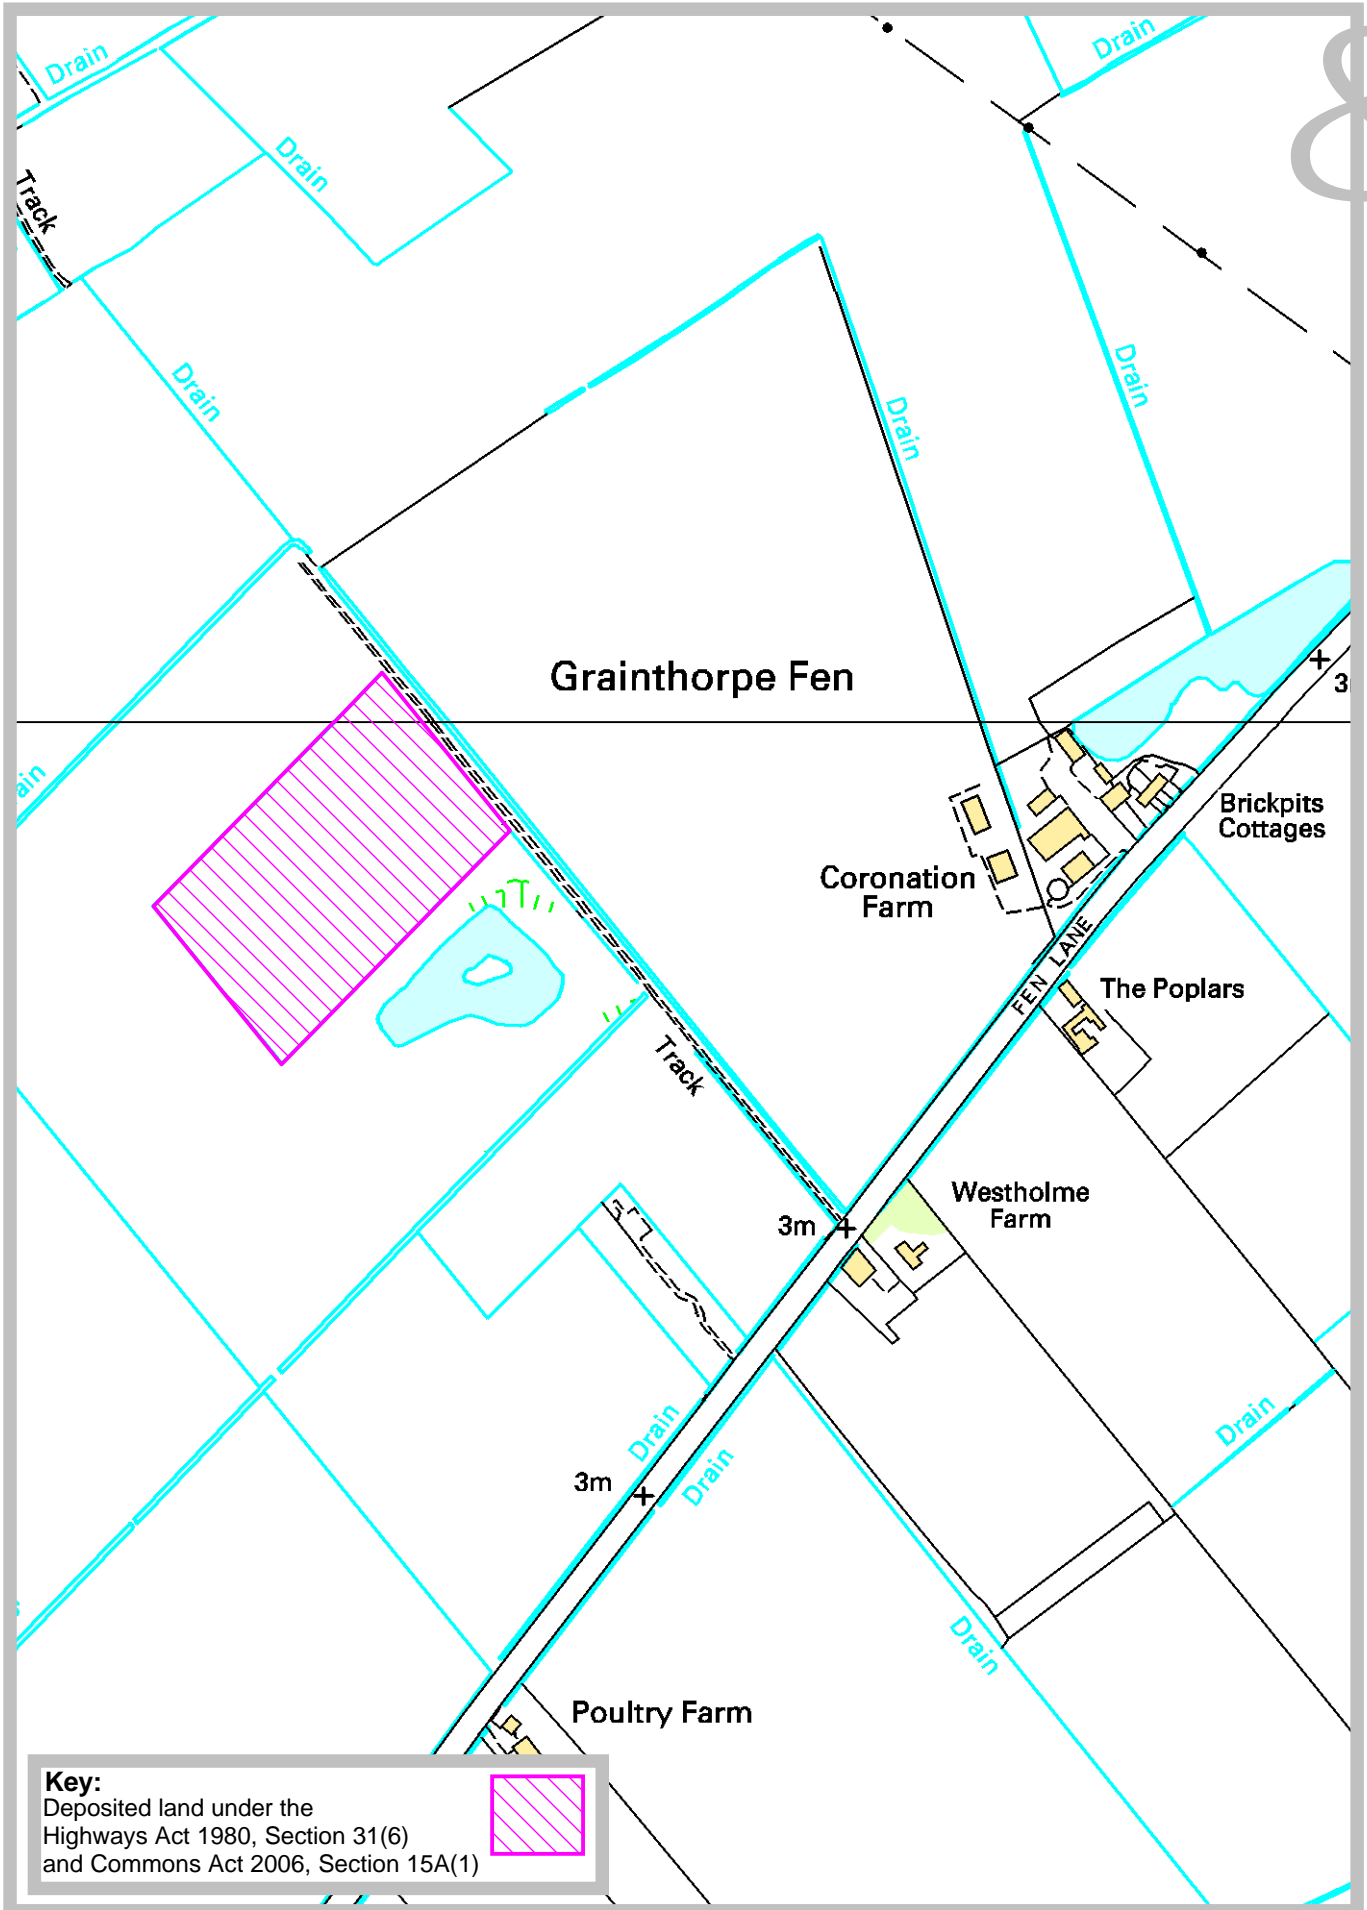 Drain
Drain
&
Drain
Track
Drain
Drain
Drain
Grainthorpe Fen
3
ain
Brickpits
Cottages
Coronation
Farm
FEN LANE
The Poplars
Track
Westholme
Farm
3m
Drain
Drain
Drain
3m
Drain
Poultry Farm
Key:
Deposited land under the
Highways Act 1980, Section 31(6)
and Commons Act 2006, Section 15A(1)